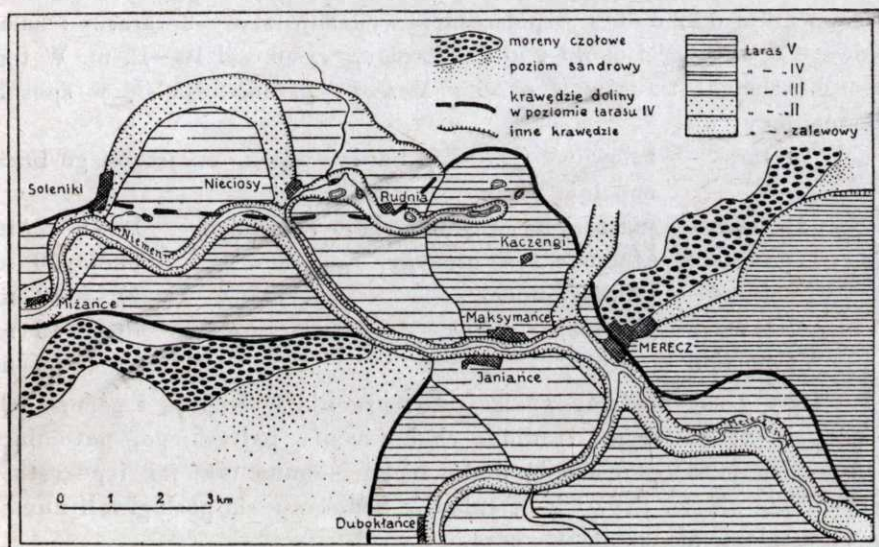 moreny czołowe
poziom sandrowy
krawędzie doliny
w poziomie tarasu IV
inne krawędzie
taras V
" — IV
" — III
" — II
" — zalewowy
Soleniki
Nieciosy
Rudnia
Kaczengi
Niemen
Miżańce
Maksymańce
MERECZ
Janiańce
Merecz
0 1 2 3 km
Dubokłańce